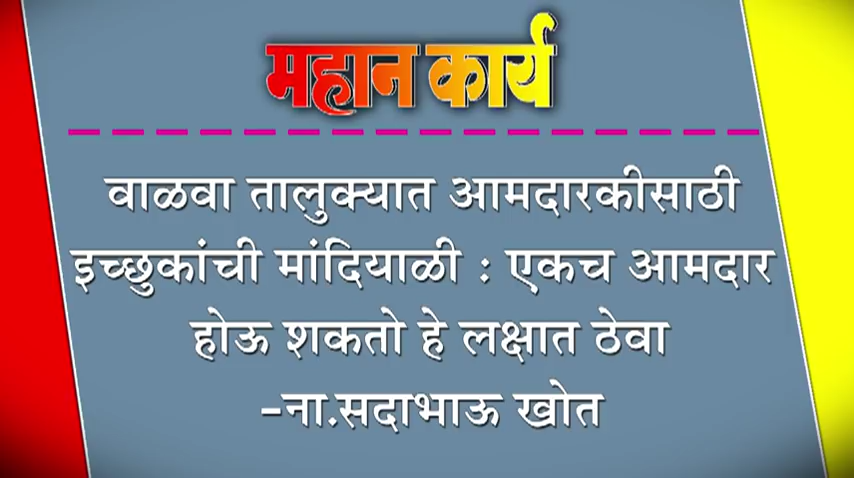 महान कार्य
वाळवा तालुक्यात आमदारकीसाठी
इच्छुकांची मांदियाळी : एकच आमदार
होऊ शकतो हे लक्षात ठेवा
-ना.सदाभाऊ खोत